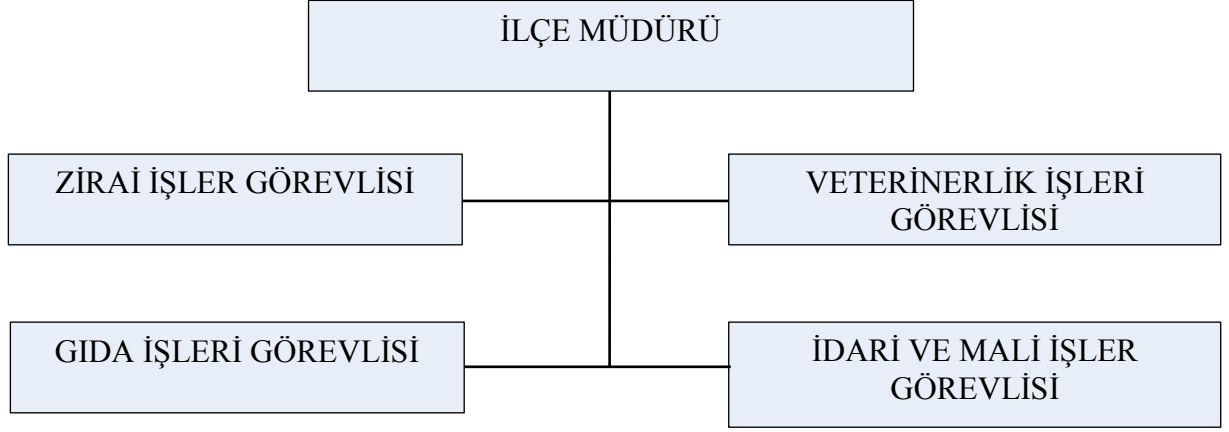 İLÇE MÜDÜRÜ
ZİRAİ İŞLER GÖREVLİSİ
VETERİNERLİK İŞLERİ
GÖREVLİSİ
GIDA İŞLERİ GÖREVLİSİ
İDARİ VE MALİ İŞLER
GÖREVLİSİ